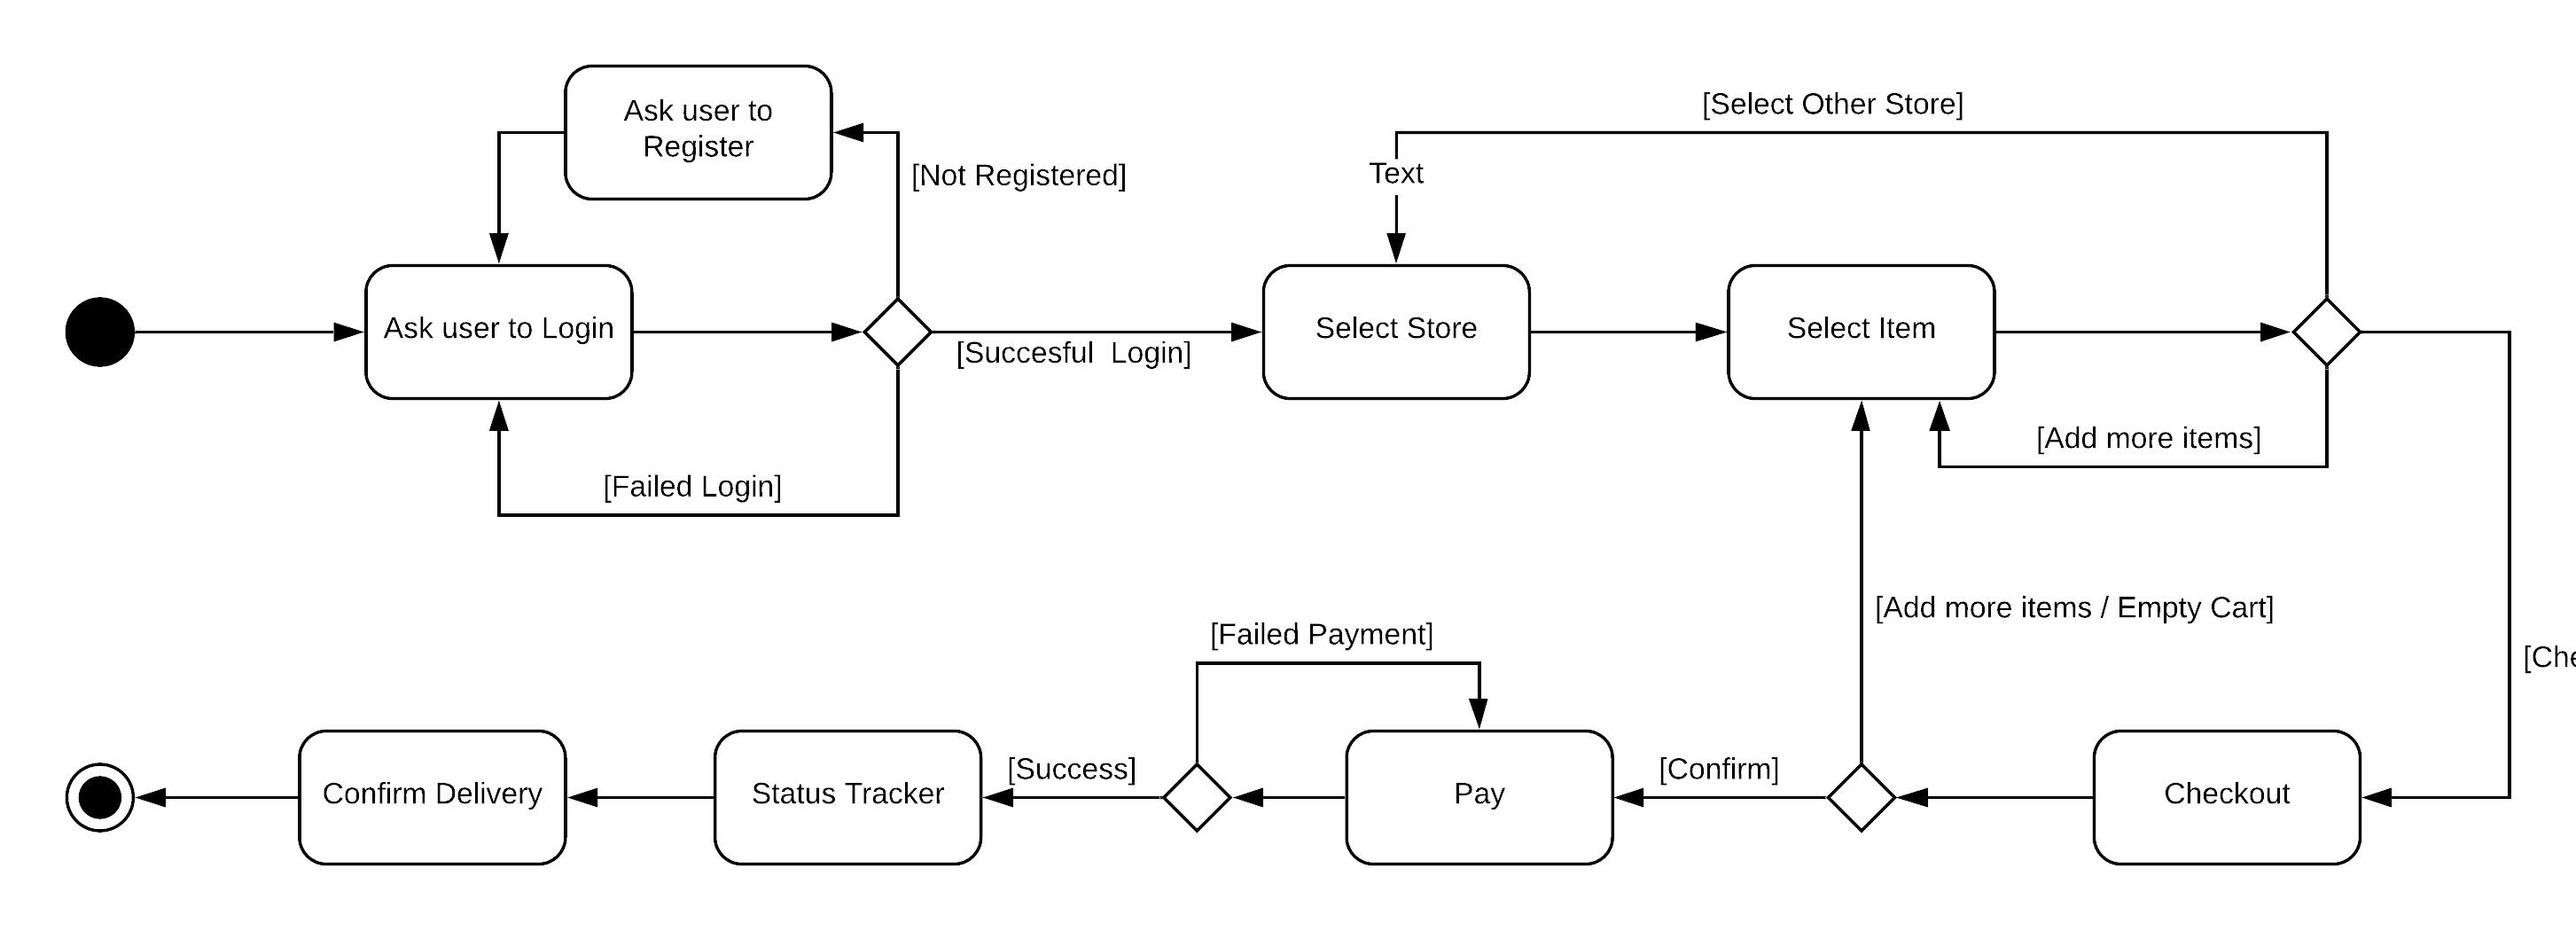 Ask user to
Register
[Select Other Store]
[Not Registered]
Text
Ask user to Login
[Succesful  Login]
Select Store
Select Item
[Add more items]
[Failed Login]
[Add more items / Empty Cart]
[Failed Payment]
Confirm Delivery
Status Tracker
[Success]
Pay
[Confirm]
Checkout